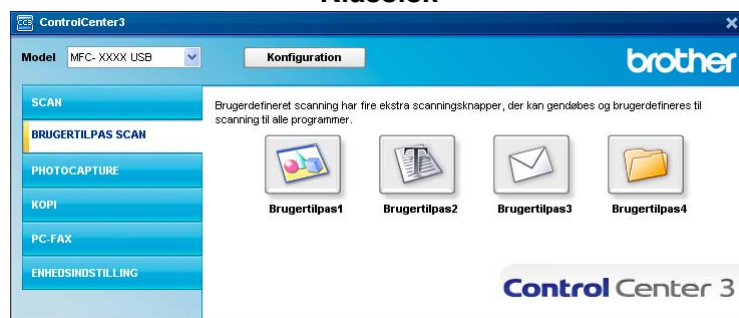 Klassisk
ControlCenter3
Model MFC- XXXX USB Konfiguration brother
SCAN
BRUGERTILPAS SCAN
PHOTOCAPTURE
KOPI
PC-FAX
ENHEDSINDSTILLING
Brugerdefineret scanning har fire ekstra scanningsknapper, der kan gendøbes og brugerdefineres til
scanning til alle programmer.
Brugertilpas1 Brugertilpas2 Brugertilpas3 Brugertilpas4
Control Center 3